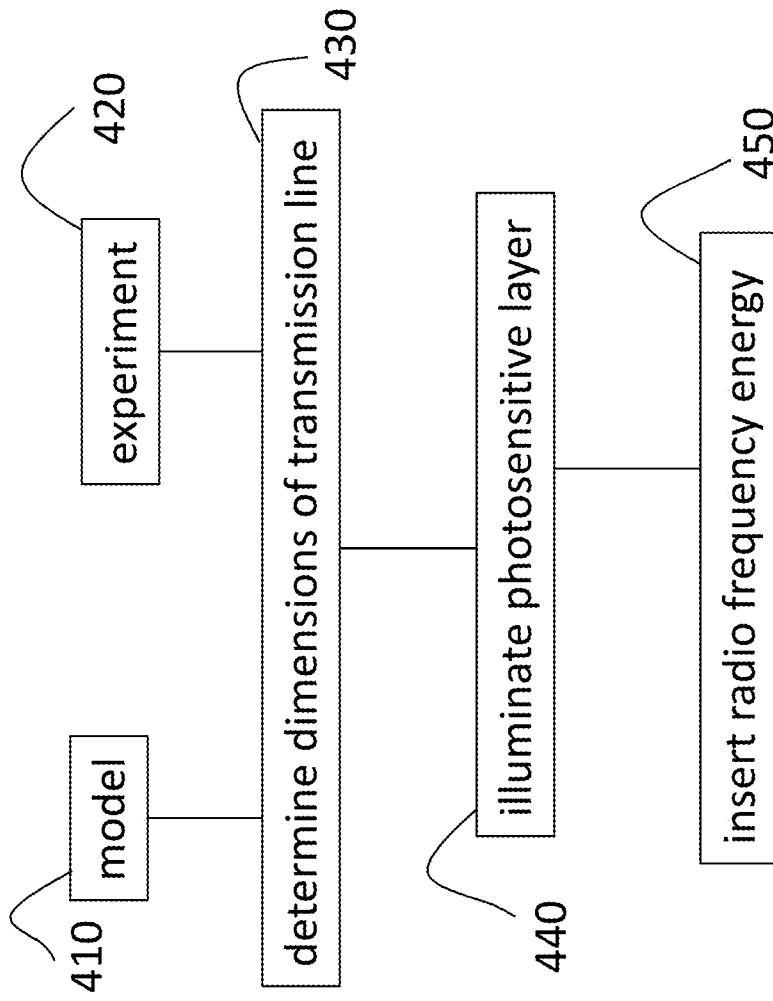 410
model
420
experiment
430
determine dimensions of transmission line
440
illuminate photosensitive layer
450
insert radio frequency energy